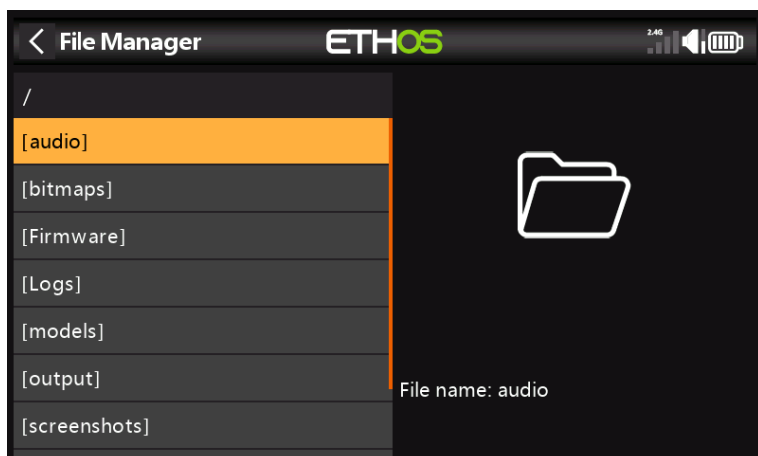 File Manager
ETHOS
2.4G
/
[audio]
[bitmaps]
[Firmware]
[Logs]
[models]
[output]
[screenshots]
File name: audio